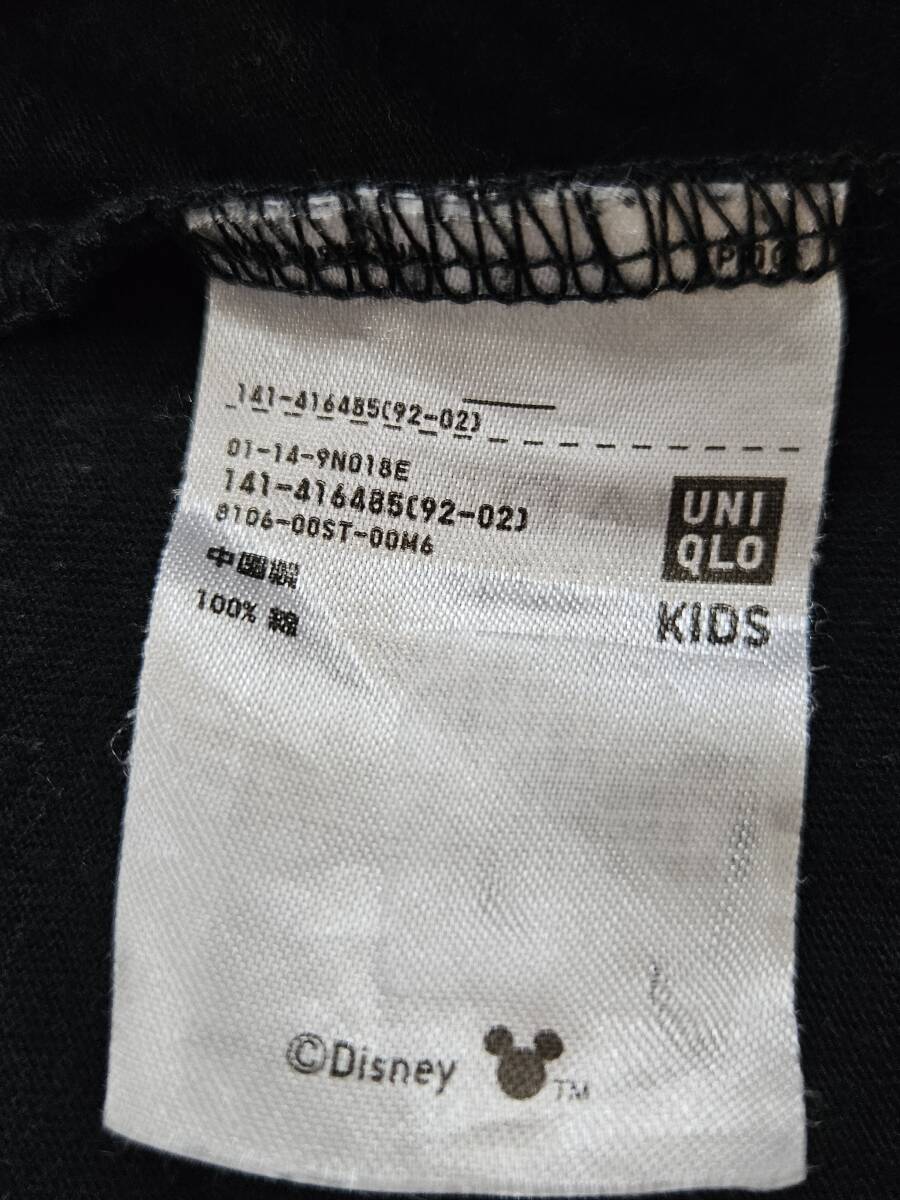 141-416485(92-02)
01-14-9N018E
141-416485(92-02)
8106-00ST-00M6
中国製
100% 綿
UNI
QLO
KIDS
©Disney TM